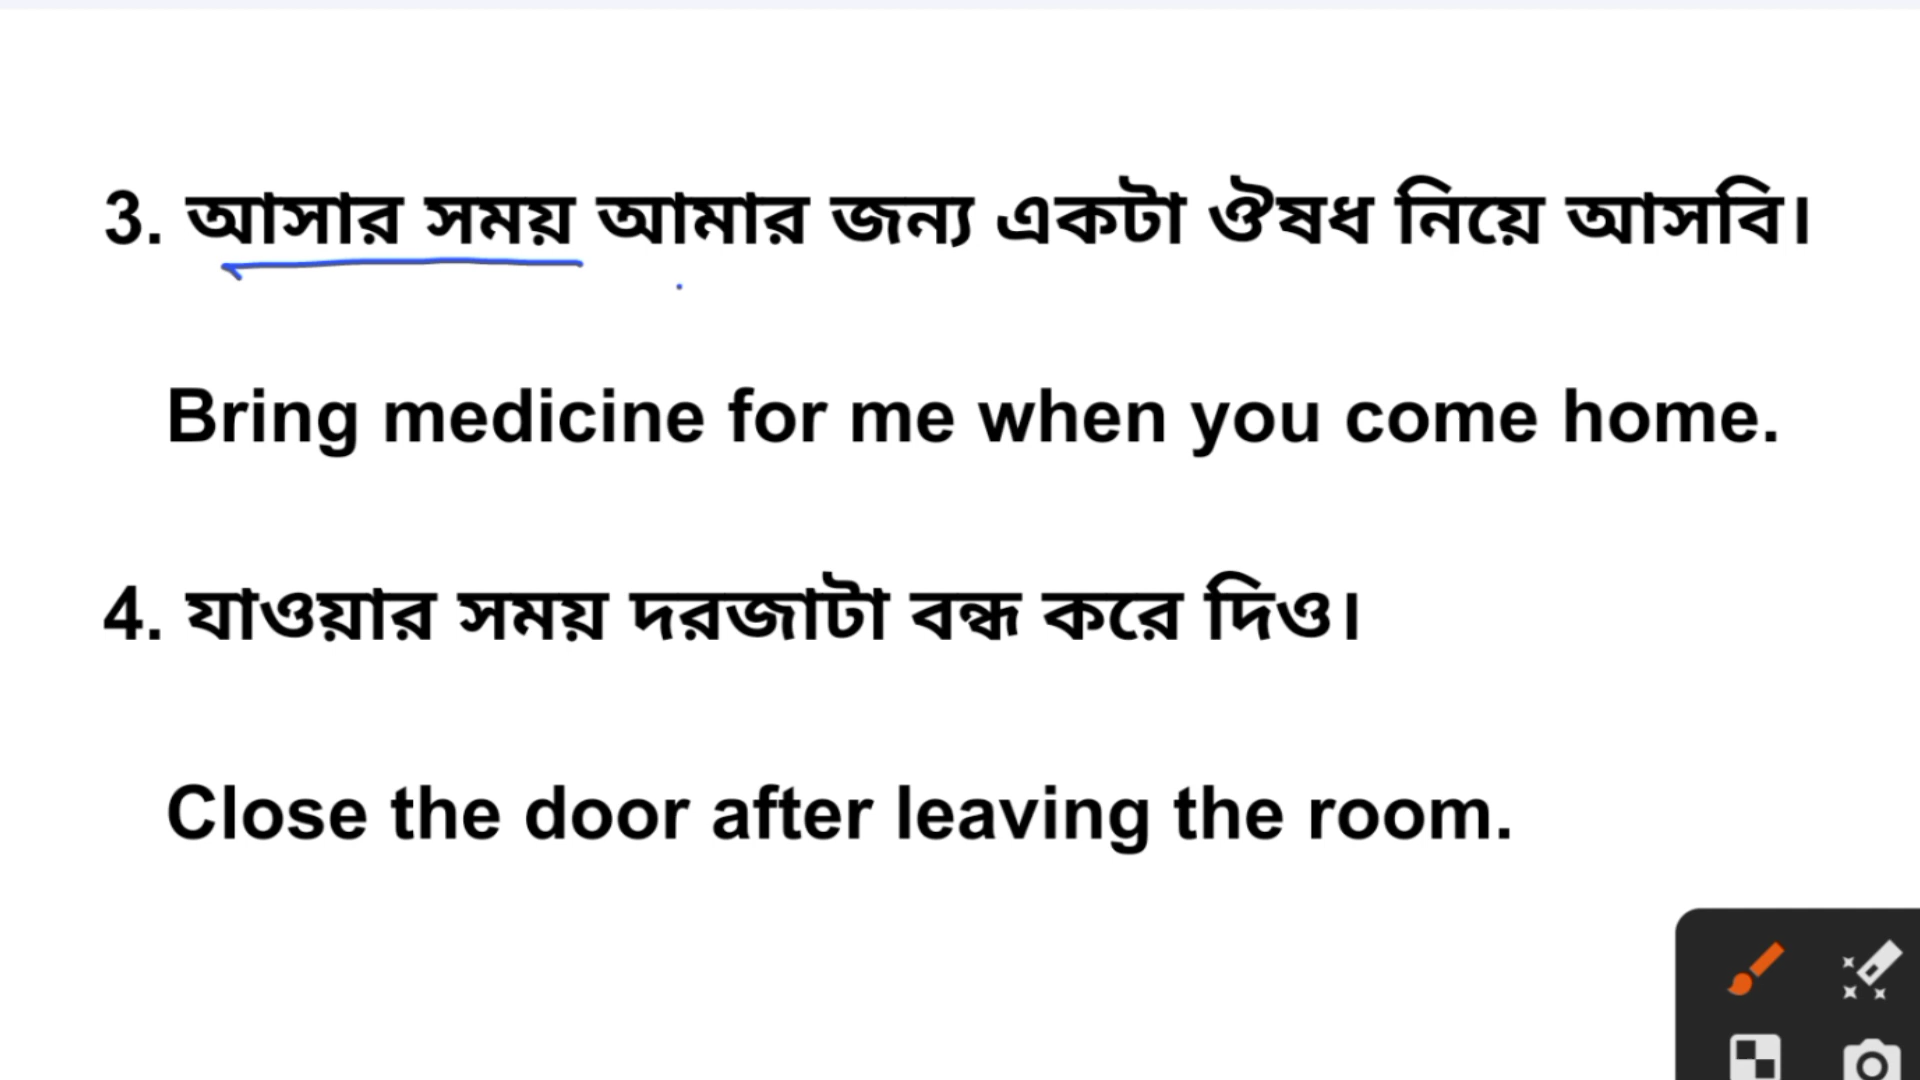 3. আসার সময় আমার জন্য একটা ঔষধ নিয়ে আসবি।
Bring medicine for me when you come home.
4. যাওয়ার সময় দরজাটা বন্ধ করে দিও।
Close the door after leaving the room.